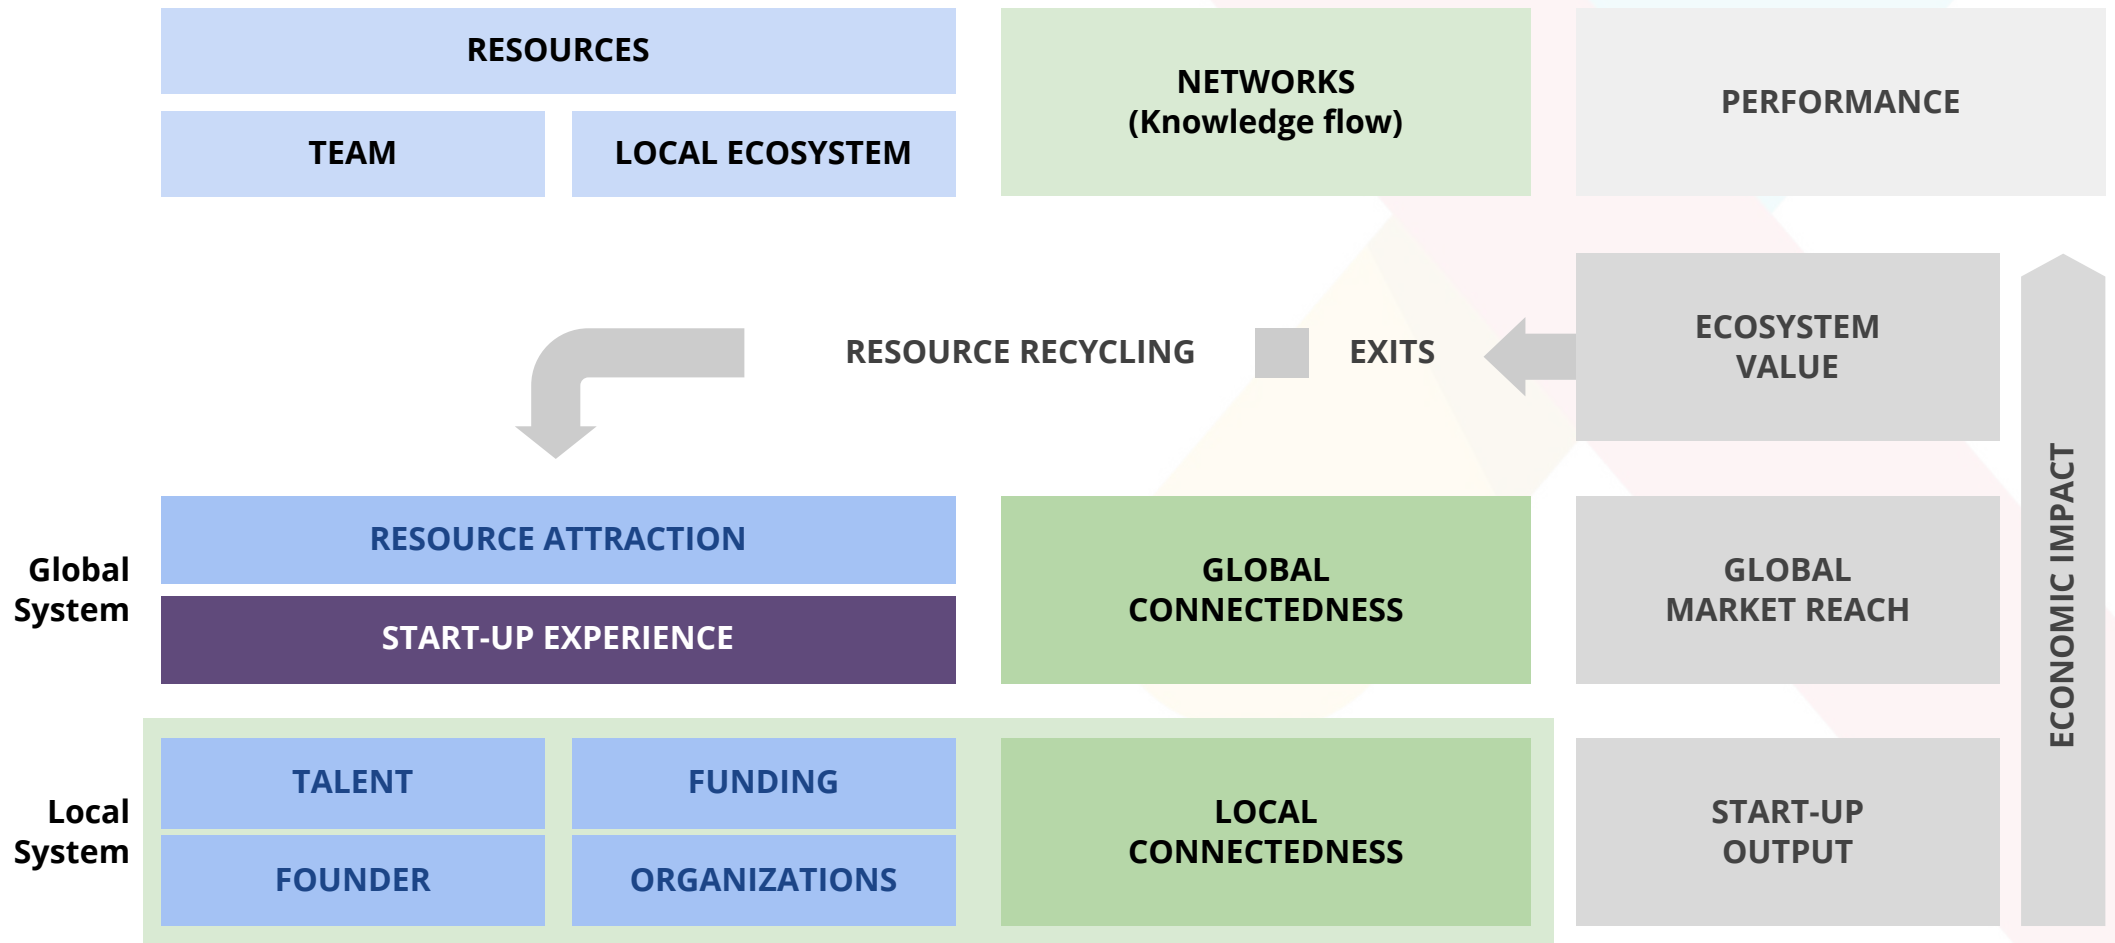 RESOURCES
TEAM
LOCAL ECOSYSTEM
NETWORKS
(Knowledge flow)
PERFORMANCE
RESOURCE RECYCLING
EXITS
ECOSYSTEM
VALUE
ECONOMIC IMPACT
Global
System
RESOURCE ATTRACTION
START-UP EXPERIENCE
GLOBAL
CONNECTEDNESS
GLOBAL
MARKET REACH
Local
System
TALENT
FUNDING
FOUNDER
ORGANIZATIONS
LOCAL
CONNECTEDNESS
START-UP
OUTPUT